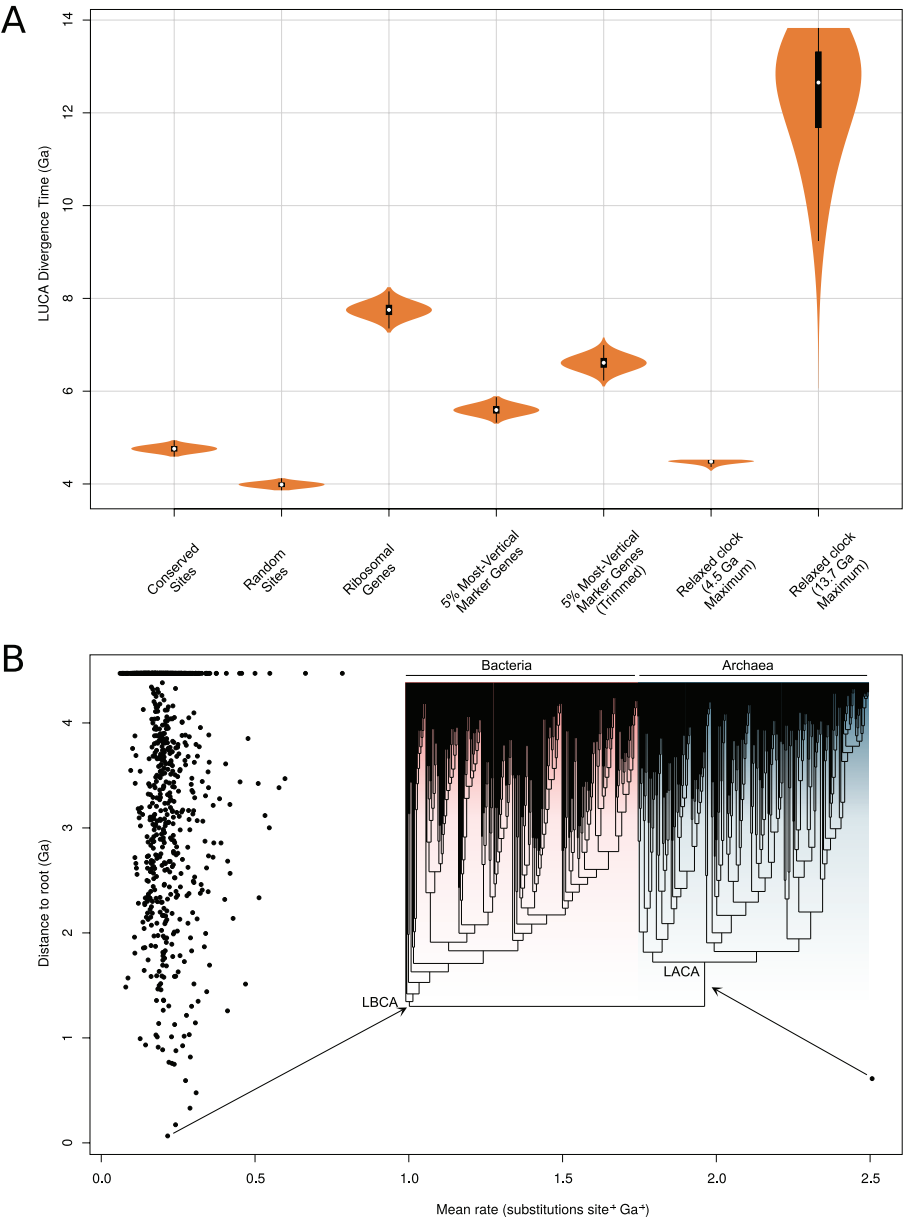 A
LUCA Divergence Time (Ga)
14
12
10
8
6
4
Conserved
Sites
Random
Sites
Ribosomal
Genes
5% Most-Vertical
Marker Genes
5% Most-Vertical
Marker Genes
(Trimmed)
Relaxed clock
(4.5 Ga
Maximum)
Relaxed clock
(13.7 Ga
Maximum)
B
Distance to root (Ga)
4
3
2
1
0
Bacteria
Archaea
LBCA
LACA
0.0
0.5
1.0
1.5
2.0
2.5
Mean rate (substitutions site⁺ Ga⁺)